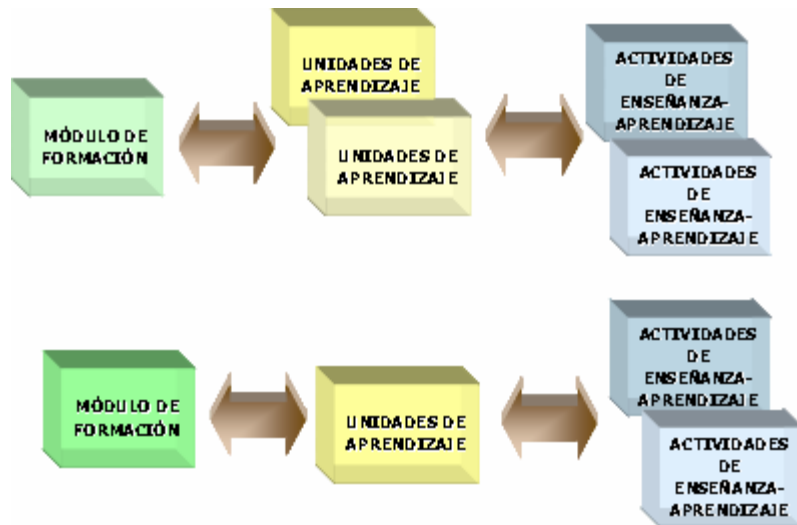 MÓDULO DE
FORMACIÓN
UNIDADES DE
APRENDIZAJE
UNIDADES DE
APRENDIZAJE
ACTIVIDADES
DE
ENSEÑANZA-
APRENDIZAJE
ACTIVIDADES
DE
ENSEÑANZA-
APRENDIZAJE
MÓDULO DE
FORMACIÓN
UNIDADES DE
APRENDIZAJE
ACTIVIDADES
DE
ENSEÑANZA-
APRENDIZAJE
ACTIVIDADES
DE
ENSEÑANZA-
APRENDIZAJE